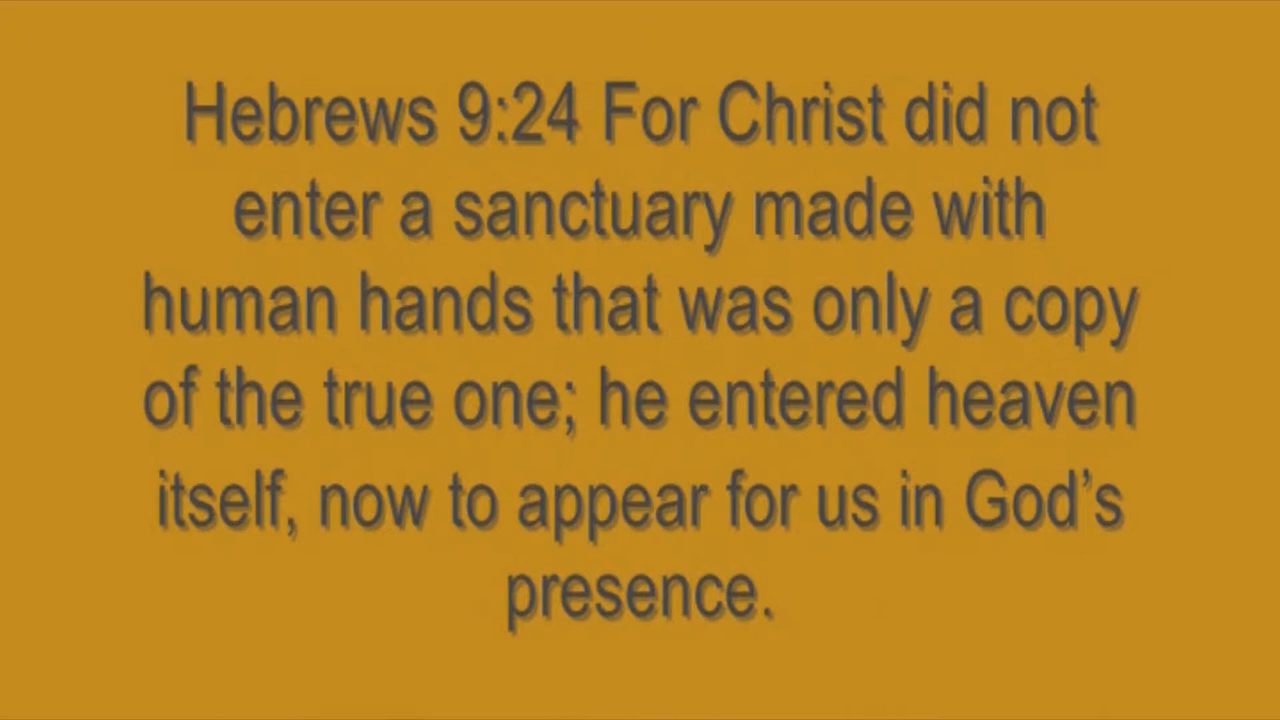 Hebrews 9:24 For Christ did not
enter a sanctuary made with
human hands that was only a copy
of the true one; he entered heaven
itself, now to appear for us in God’s
presence.